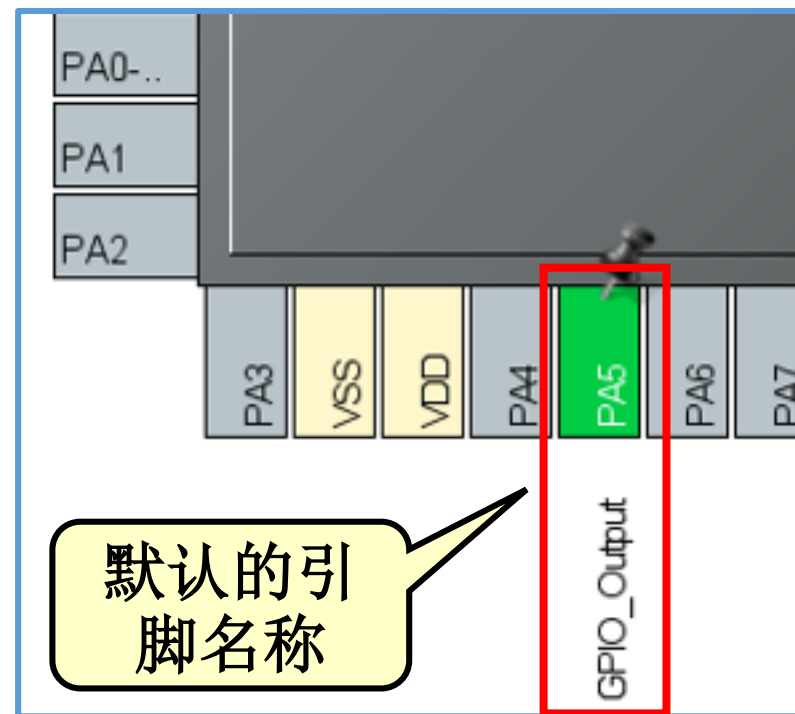 PA0-..
PA1
PA2
PA3
VSS
VDD
PA4
PA5
PA6
PA7
GPIO_Output
默认的引
脚名称